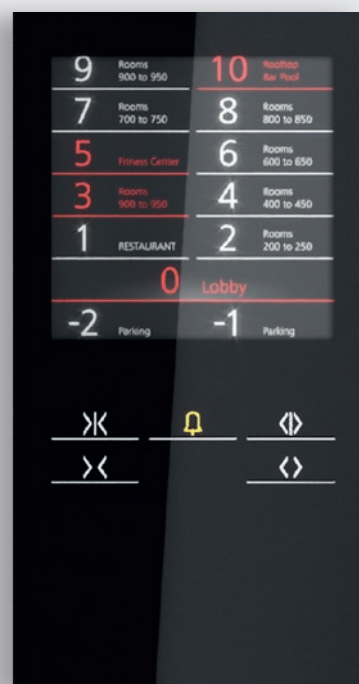 9 Rooms
900 to 950
10 Rooftop
Bar Pool
7 Rooms
700 to 750
8 Rooms
800 to 850
5 Fitness Center
6 Rooms
600 to 650
3 Rooms
900 to 950
4 Rooms
400 to 450
1 RESTAURANT
2 Rooms
200 to 250
0 Lobby
-2 Parking
-1 Parking